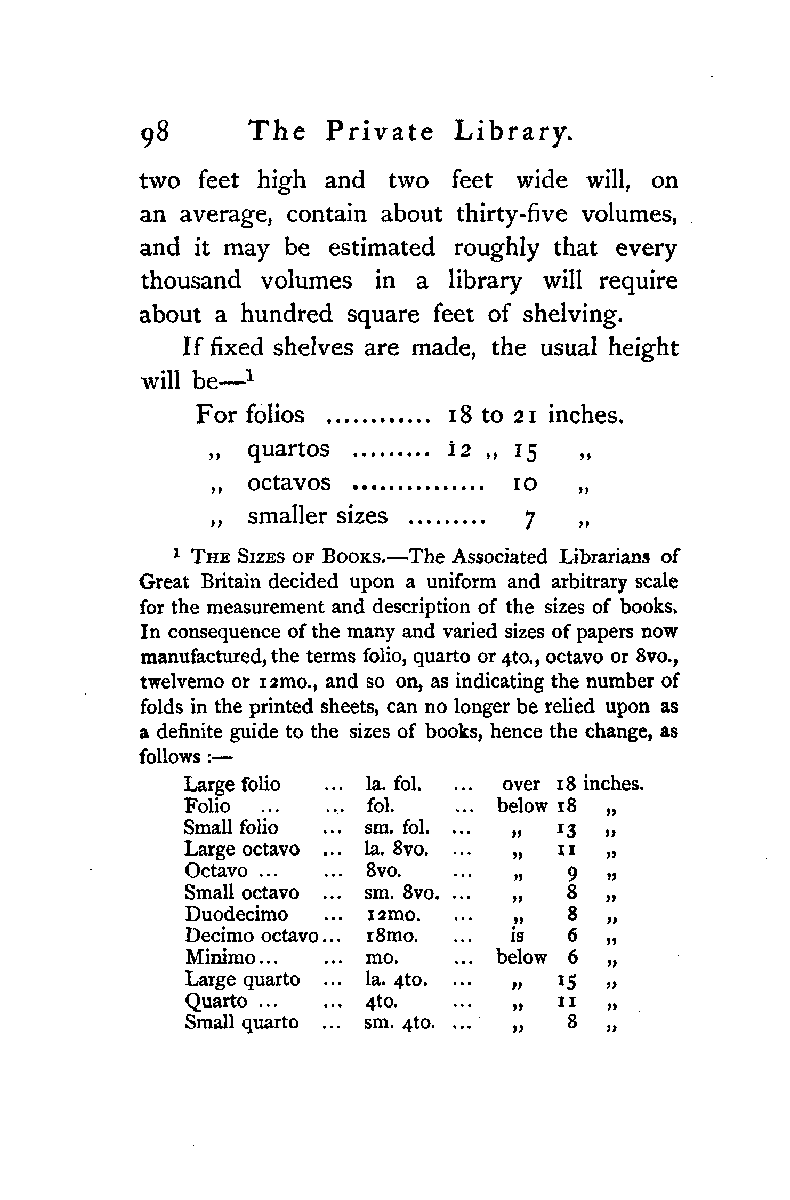 98 The Private Library.
two feet high and two feet wide will, on
an average, contain about thirty-five volumes,
and it may be estimated roughly that every
thousand volumes in a library will require
about a hundred square feet of shelving.
If fixed shelves are made, the usual height
will be—¹
For folios ............ 18 to 21 inches.
„ quartos ......... 12 „ 15 „
„ octavos ............... 10 „
„ smaller sizes ......... 7 „
¹ THE SIZES OF BOOKS.—The Associated Librarians of
Great Britain decided upon a uniform and arbitrary scale
for the measurement and description of the sizes of books.
In consequence of the many and varied sizes of papers now
manufactured, the terms folio, quarto or 4to., octavo or 8vo.,
twelvemo or 12mo., and so on, as indicating the number of
folds in the printed sheets, can no longer be relied upon as
a definite guide to the sizes of books, hence the change, as
follows :—
Large folio ... la. fol. ... over 18 inches.
Folio ... ... fol. ... below 18 „
Small folio ... sm. fol. ... „ 13 „
Large octavo ... la. 8vo. ... „ 11 „
Octavo ... ... 8vo. ... „ 9 „
Small octavo ... sm. 8vo. ... „ 8 „
Duodecimo ... 12mo. ... „ 8 „
Decimo octavo... 18mo. ... is 6 „
Minimo... ... mo. ... below 6 „
Large quarto ... la. 4to. ... „ 15 „
Quarto ... ... 4to. ... „ 11 „
Small quarto ... sm. 4to. ... „ 8 „